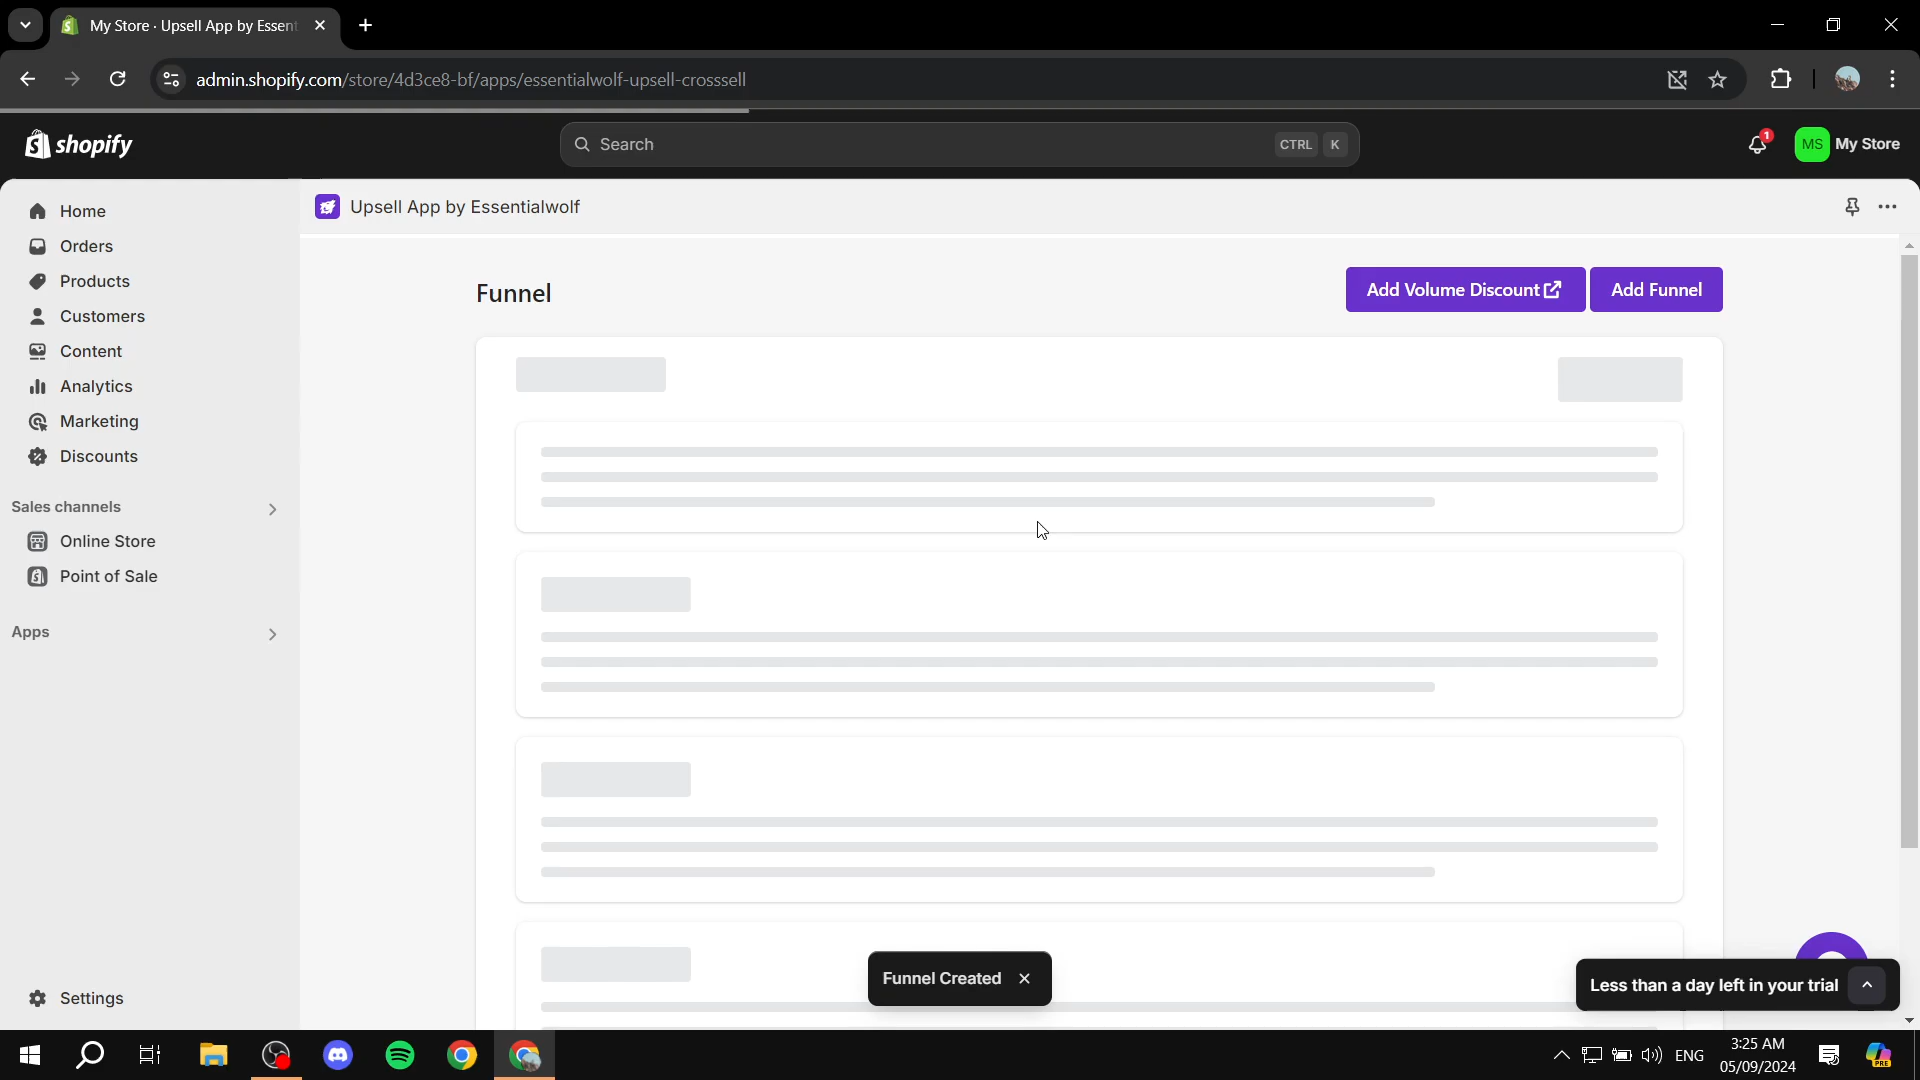 My Store · Upsell App by Essent
admin.shopify.com/store/4d3ce8-bf/apps/essentialwolf-upsell-crosssell
shopify
Search
CTRL K
1
MS
My Store
Home
Orders
Products
Customers
Content
Analytics
Marketing
Discounts
Sales channels
Online Store
Point of Sale
Apps
Settings
Upsell App by Essentialwolf
Funnel
Add Volume Discount
Add Funnel
Funnel Created
Less than a day left in your trial
ENG
3:25 AM
05/09/2024
PRE